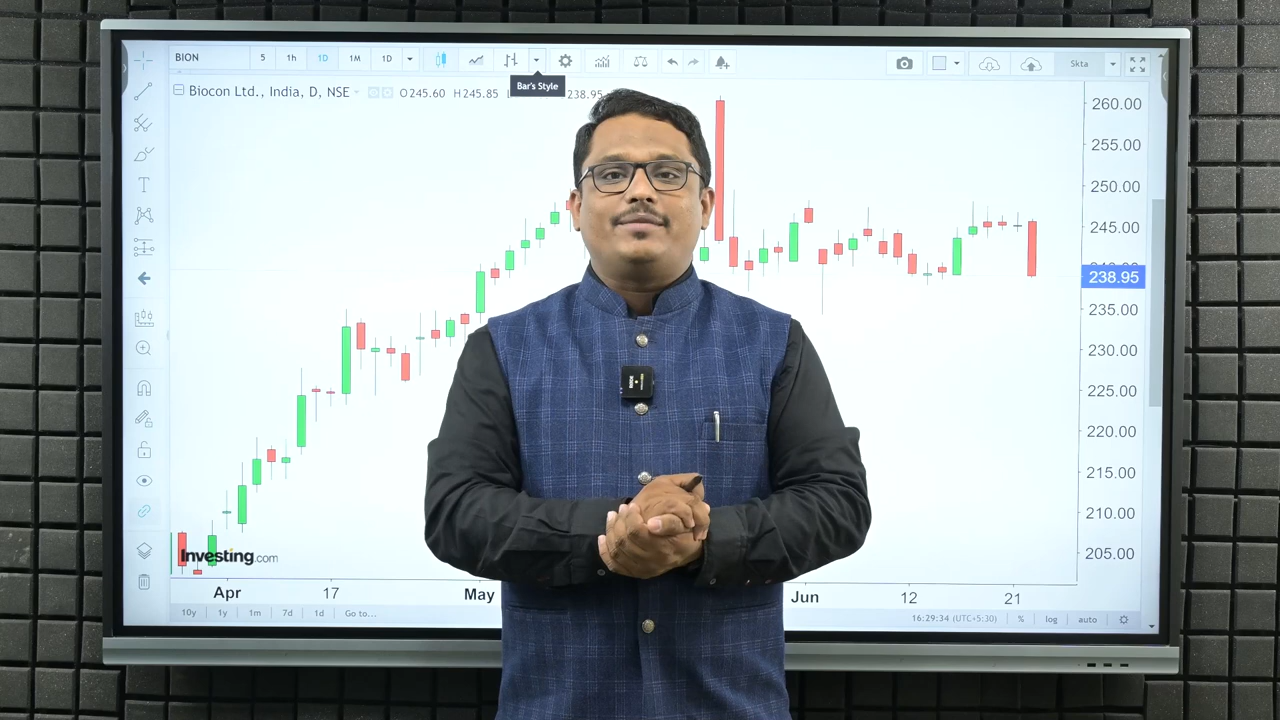 BION 5 1h 1D 1M 1D Skta
Bar's Style
Biocon Ltd., India, D, NSE O245.60 H245.85 L 238.95
260.00
255.00
250.00
245.00
238.95
235.00
230.00
225.00
220.00
215.00
210.00
205.00
Investing.com
Apr 17 May Jun 12 21
10y 1y 1m 7d 1d Go to... 16:29:34 (UTC+5:30) % log auto